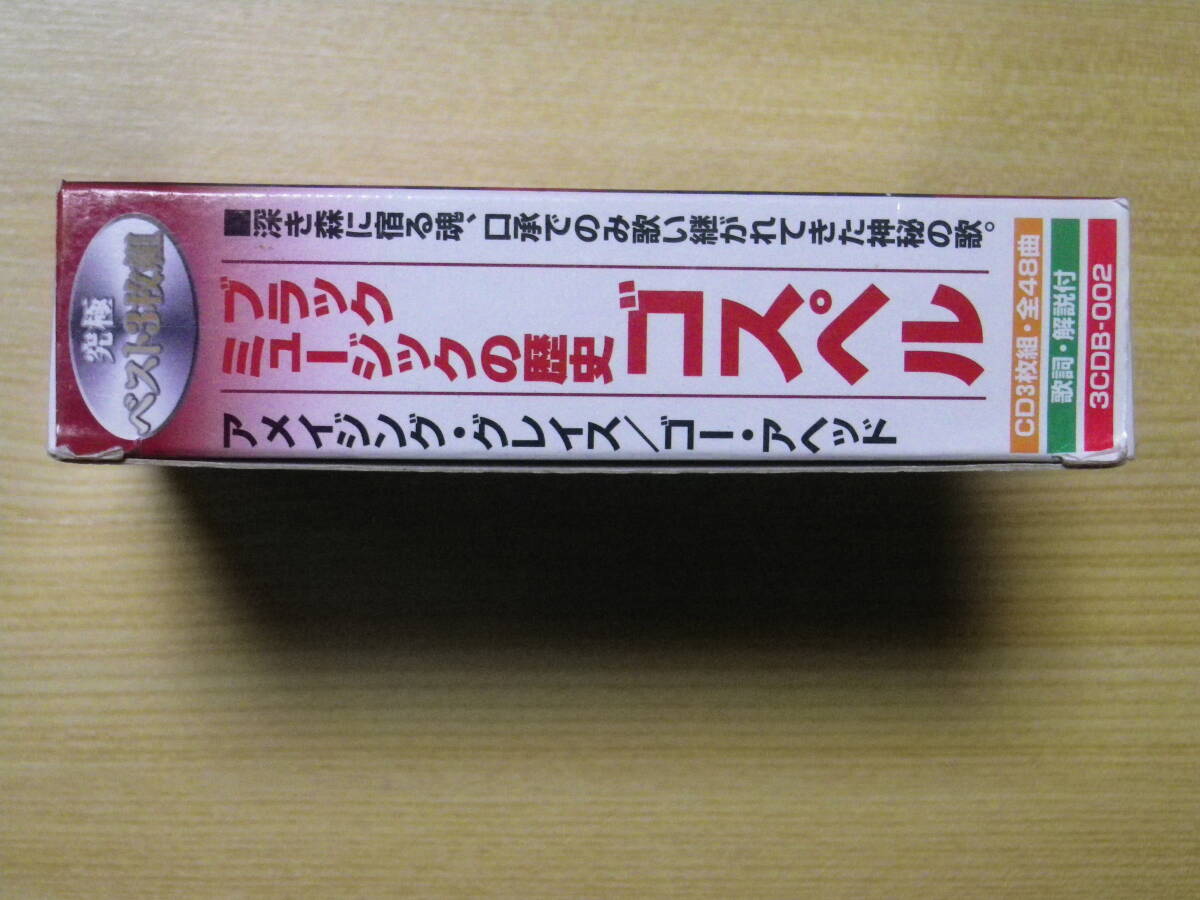 究極
ベスト3枚組
■深き森に宿る魂、口承でのみ歌い継がれてきた神秘の歌。
ブラック
ミュージックの歴史
ゴスペル
アメイジング・グレイス/ゴー・アヘッド
CD3枚組・全48曲
歌詞・解説付
3CDB-002